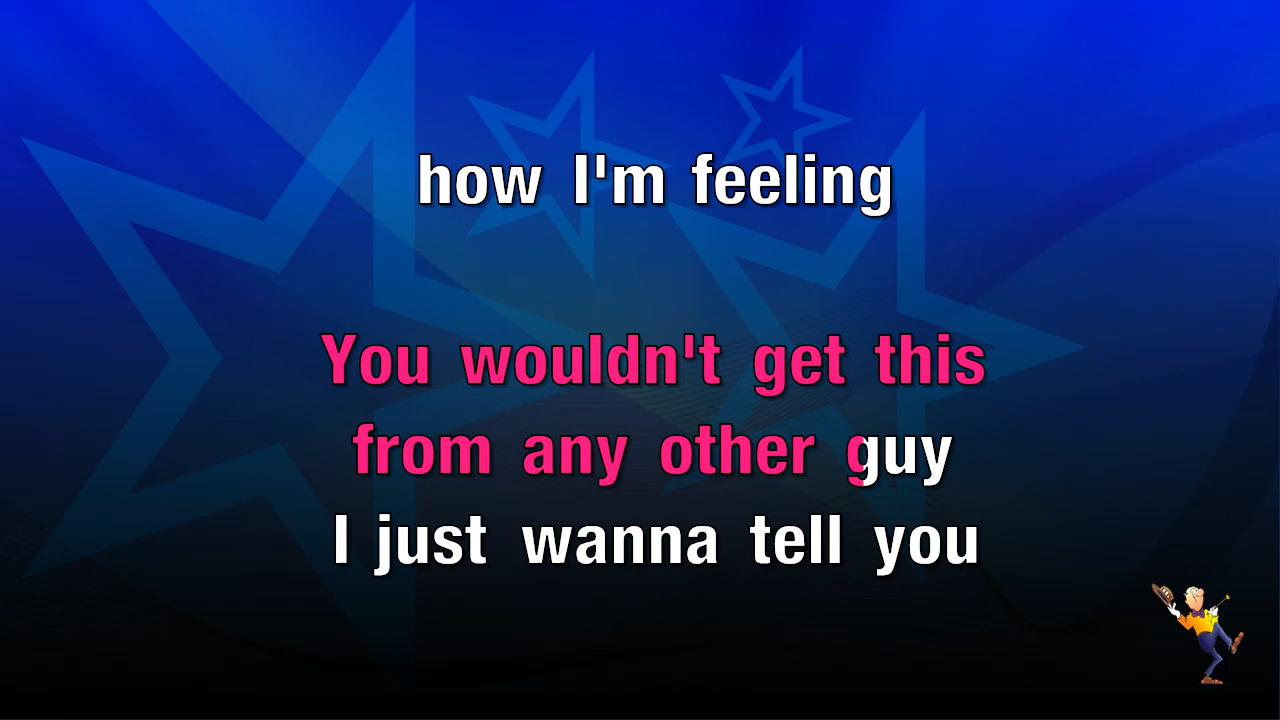 how I'm feeling
You wouldn't get this
from any other guy
I just wanna tell you